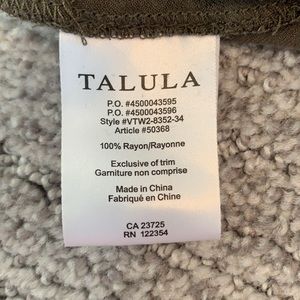 TALULA
P.O. #4500043595
P.O. #4500043596
Style #VTW2-8352-34
Article #50368
100% Rayon/Rayonne
Exclusive of trim
Garniture non comprise
Made in China
Fabriqué en Chine
CA 23725
RN 122354